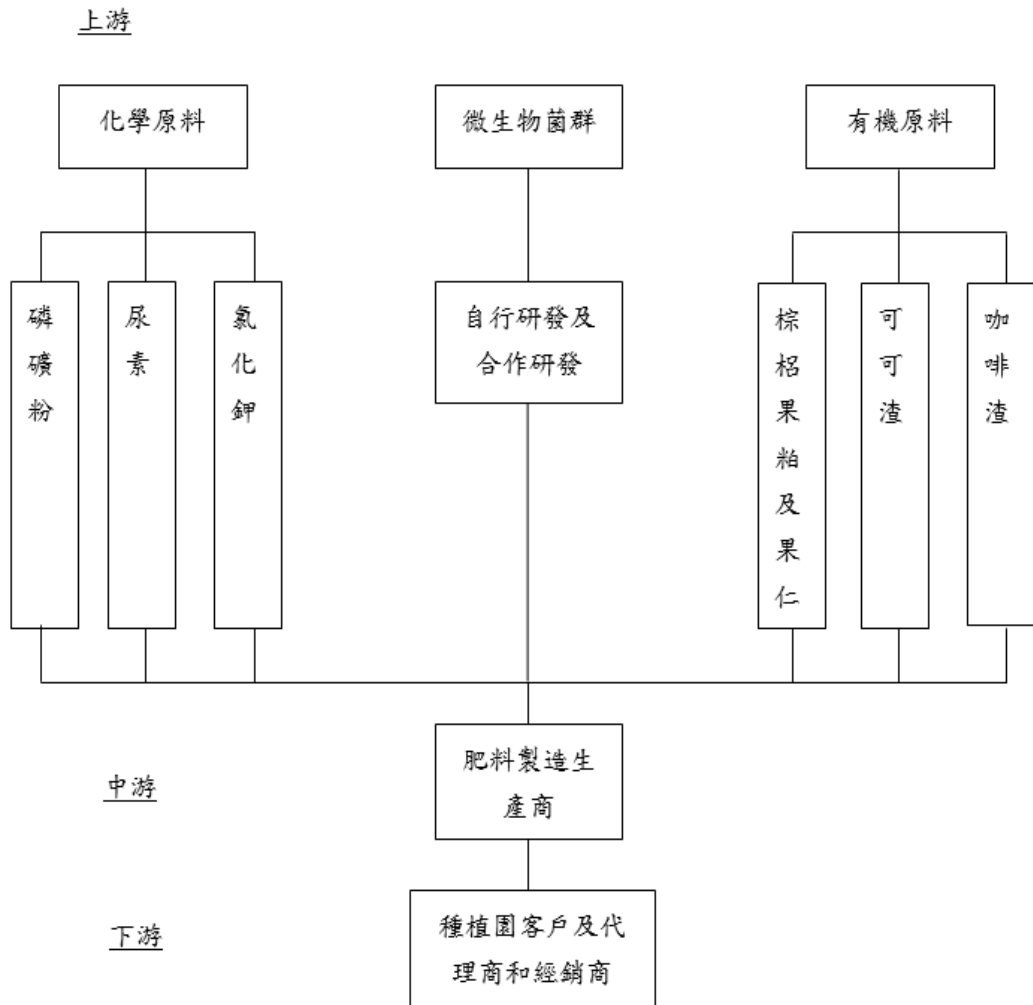 上游
化學原料
微生物菌群
有機原料
磷礦粉
尿素
氯化鉀
自行研發及
合作研發
棕梠果粕及果仁
可可渣
咖啡渣
中游
肥料製造生
產商
下游
種植園客戶及代
理商和經銷商